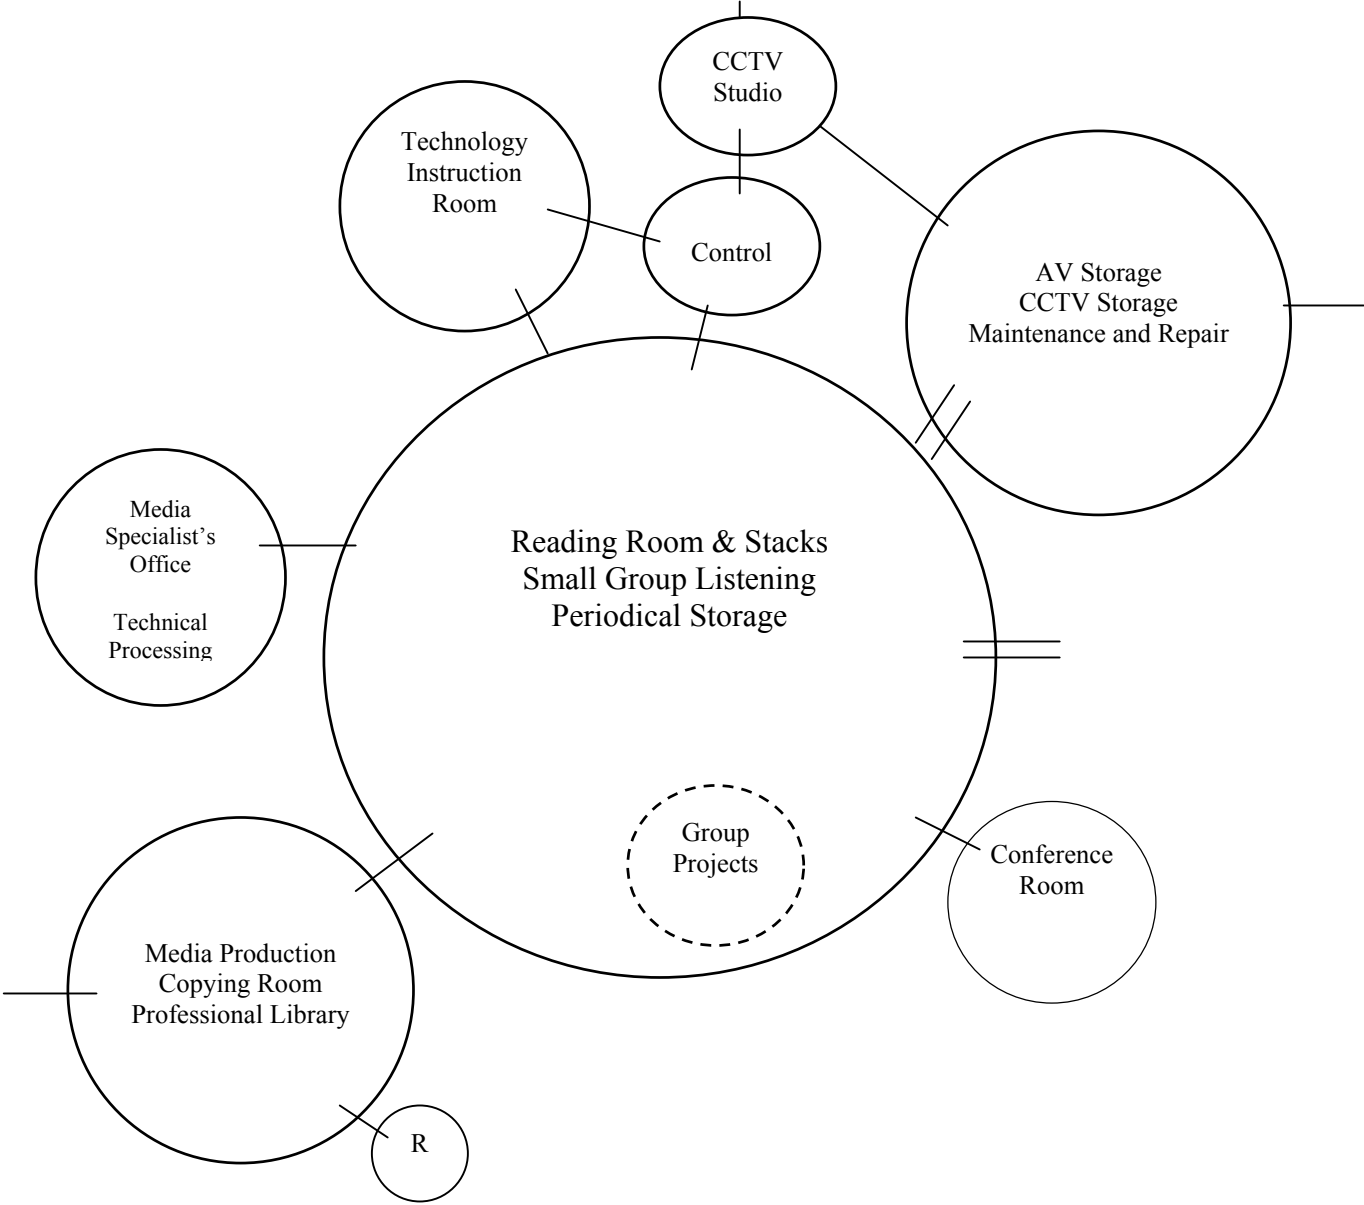 CCTV
Studio
Technology
Instruction
Room
Control
AV Storage
CCTV Storage
Maintenance and Repair
Media
Specialist’s
Office
Technical
Processing
Reading Room & Stacks
Small Group Listening
Periodical Storage
Group
Projects
Conference
Room
Media Production
Copying Room
Professional Library
R